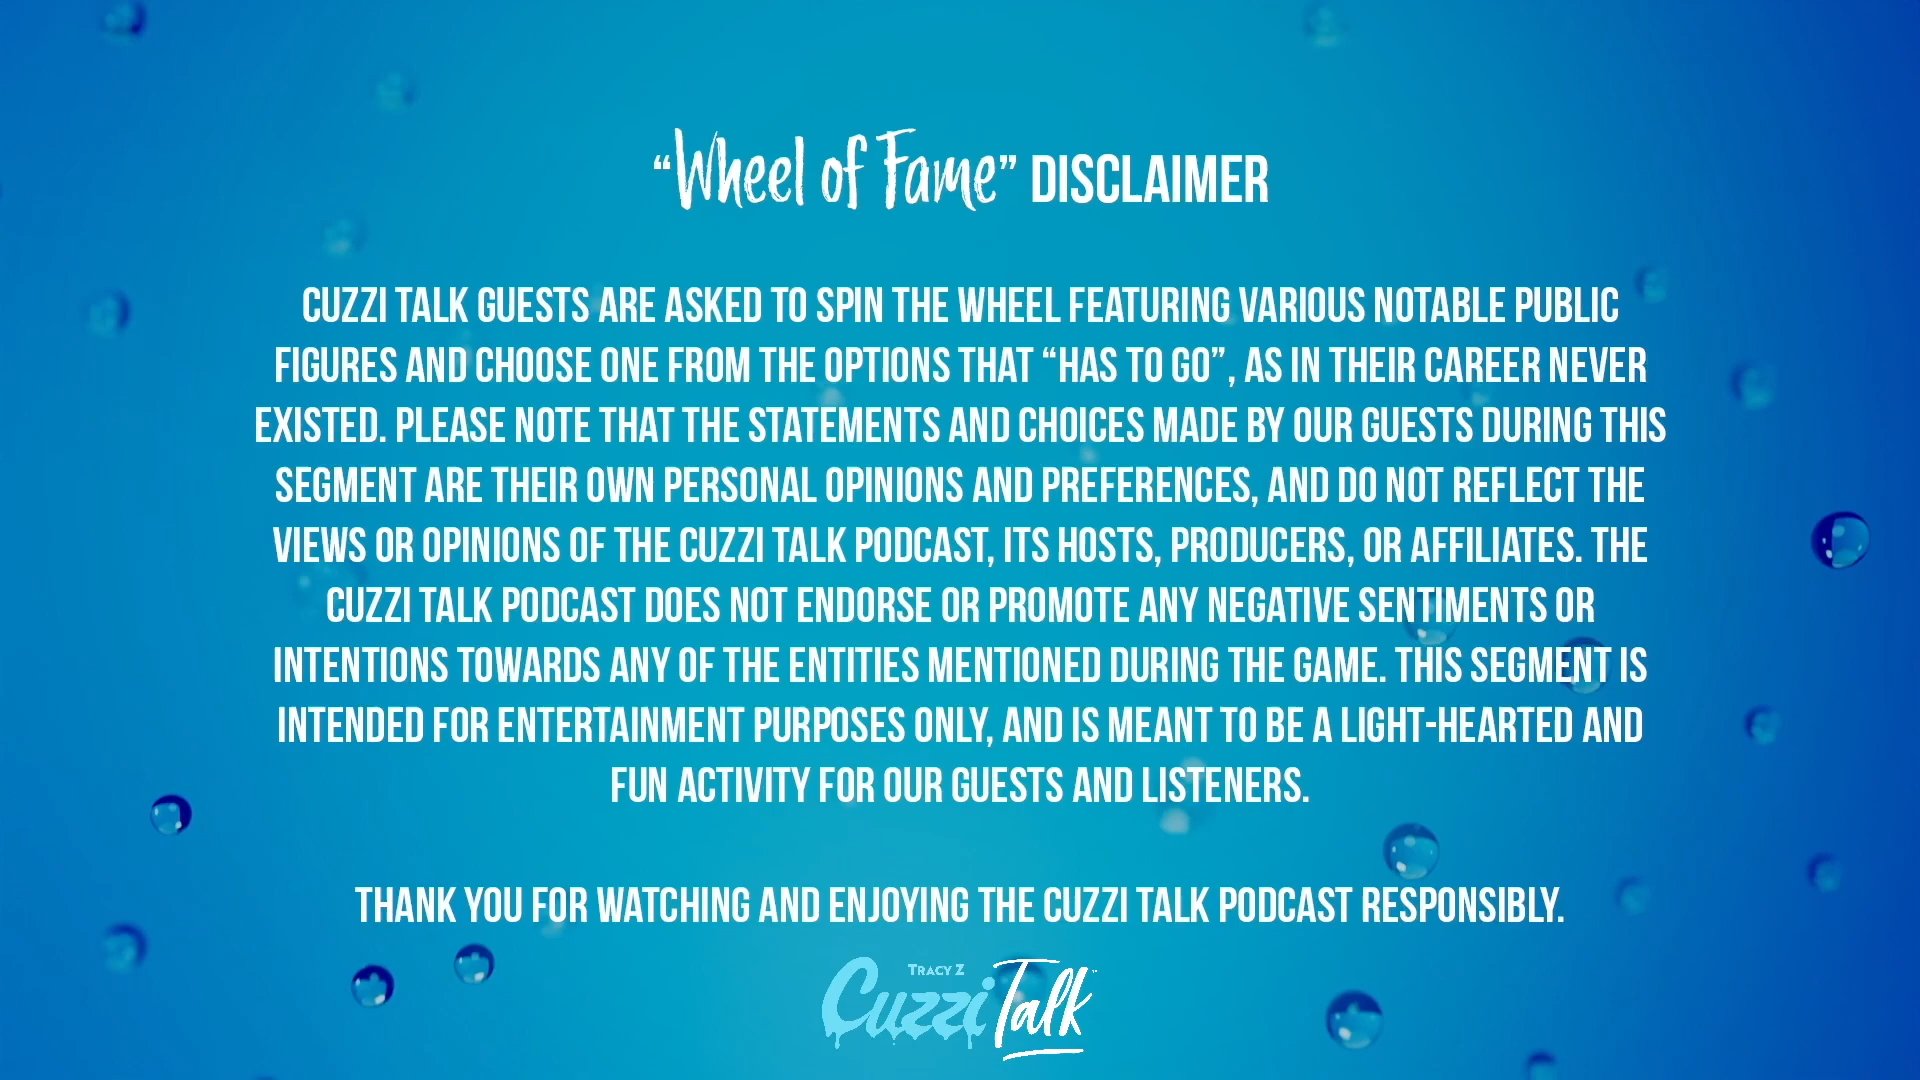 “Wheel of Fame” DISCLAIMER
CUZZI TALK GUESTS ARE ASKED TO SPIN THE WHEEL FEATURING VARIOUS NOTABLE PUBLIC
FIGURES AND CHOOSE ONE FROM THE OPTIONS THAT “HAS TO GO”, AS IN THEIR CAREER NEVER
EXISTED. PLEASE NOTE THAT THE STATEMENTS AND CHOICES MADE BY OUR GUESTS DURING THIS
SEGMENT ARE THEIR OWN PERSONAL OPINIONS AND PREFERENCES, AND DO NOT REFLECT THE
VIEWS OR OPINIONS OF THE CUZZI TALK PODCAST, ITS HOSTS, PRODUCERS, OR AFFILIATES. THE
CUZZI TALK PODCAST DOES NOT ENDORSE OR PROMOTE ANY NEGATIVE SENTIMENTS OR
INTENTIONS TOWARDS ANY OF THE ENTITIES MENTIONED DURING THE GAME. THIS SEGMENT IS
INTENDED FOR ENTERTAINMENT PURPOSES ONLY, AND IS MEANT TO BE A LIGHT-HEARTED AND
FUN ACTIVITY FOR OUR GUESTS AND LISTENERS.
THANK YOU FOR WATCHING AND ENJOYING THE CUZZI TALK PODCAST RESPONSIBLY.
TRACY Z
Cuzzi Talk™